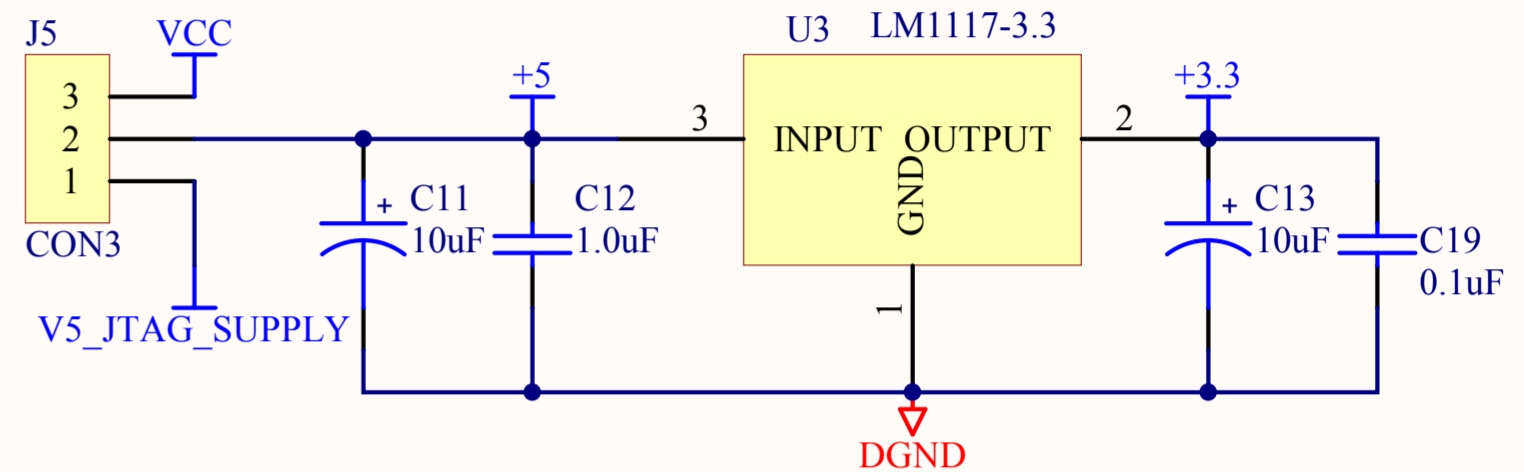 J5
VCC
3
2
1
CON3
V5_JTAG_SUPPLY
+5
+
C11
10uF
C12
1.0uF
U3
LM1117-3.3
3
INPUT
OUTPUT
GND
2
1
DGND
+3.3
+
C13
10uF
C19
0.1uF